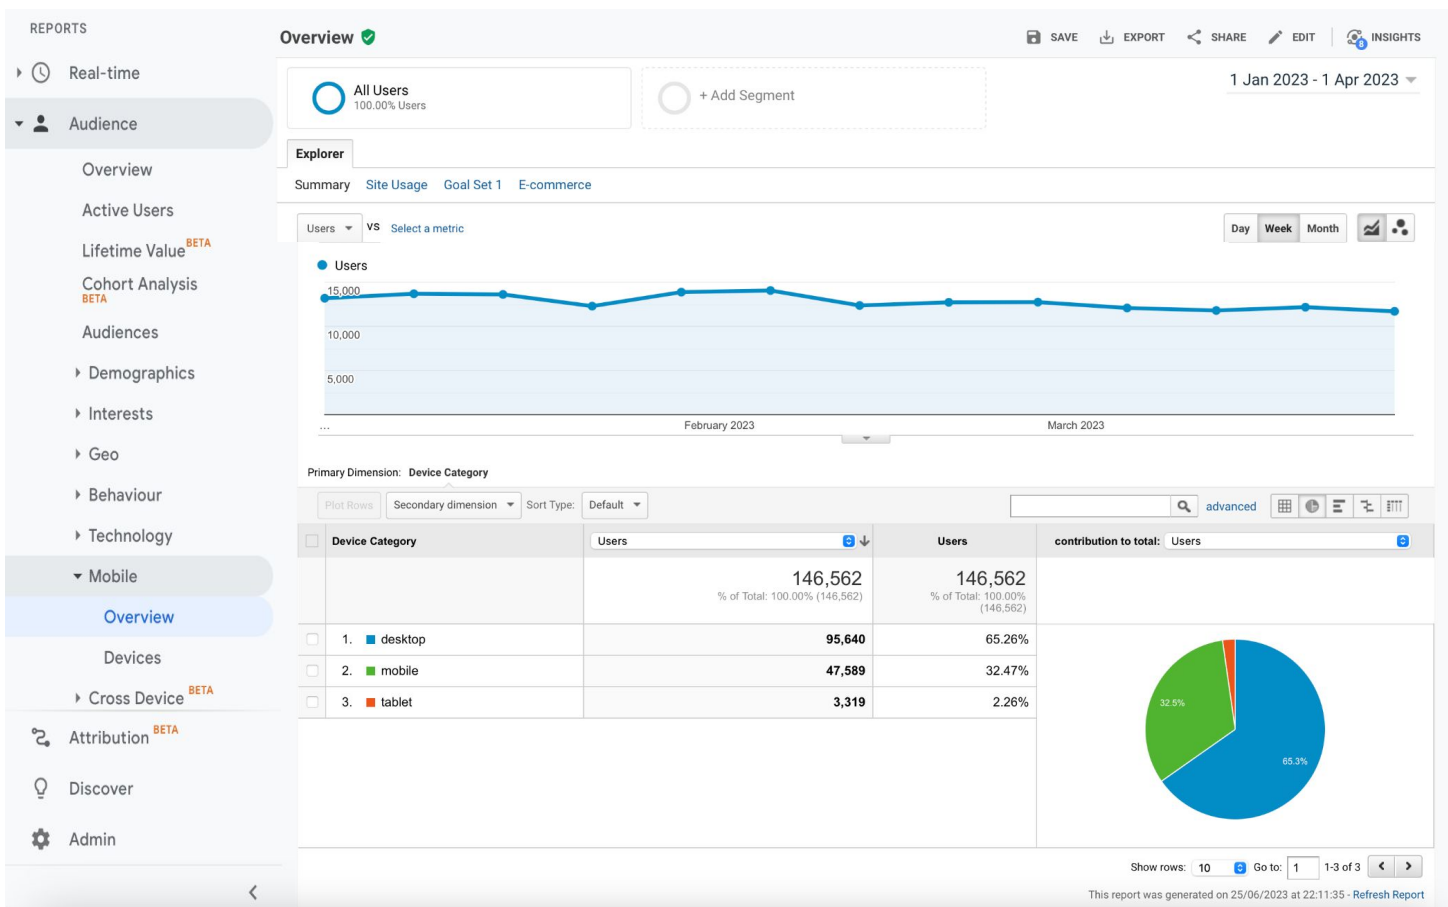 REPORTS
Real-time
Audience
Overview
Active Users
Lifetime Value BETA
Cohort Analysis
BETA
Audiences
Demographics
Interests
Geo
Behaviour
Technology
Mobile
Overview
Devices
Cross Device BETA
Attribution BETA
Discover
Admin
Overview
SAVE EXPORT SHARE EDIT 8 INSIGHTS
All Users
100.00% Users
+ Add Segment
1 Jan 2023 - 1 Apr 2023
Explorer
Summary Site Usage Goal Set 1 E-commerce
Users VS Select a metric
Day Week Month
Users
15,000
10,000
5,000
... February 2023 March 2023
Primary Dimension: Device Category
Plot Rows Secondary dimension Sort Type: Default advanced
Device Category Users Users contribution to total: Users
146,562 146,562
% of Total: 100.00% (146,562) % of Total: 100.00%
(146,562)
1. desktop 95,640 65.26%
2. mobile 47,589 32.47%
3. tablet 3,319 2.26%
32.5%
65.3%
Show rows: 10 Go to: 1 1-3 of 3
This report was generated on 25/06/2023 at 22:11:35 - Refresh Report